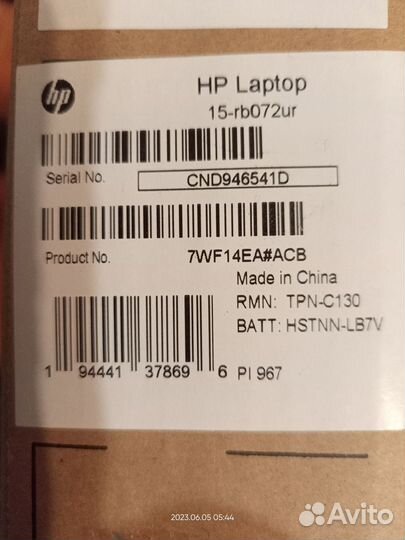 hp
HP Laptop
15-rb072ur
Serial No. CND946541D
Product No. 7WF14EA#ACB
Made in China
RMN: TPN-C130
BATT: HSTNN-LB7V
1 94441 37869 6 PI 967
2023.06.05 05:44
Avito